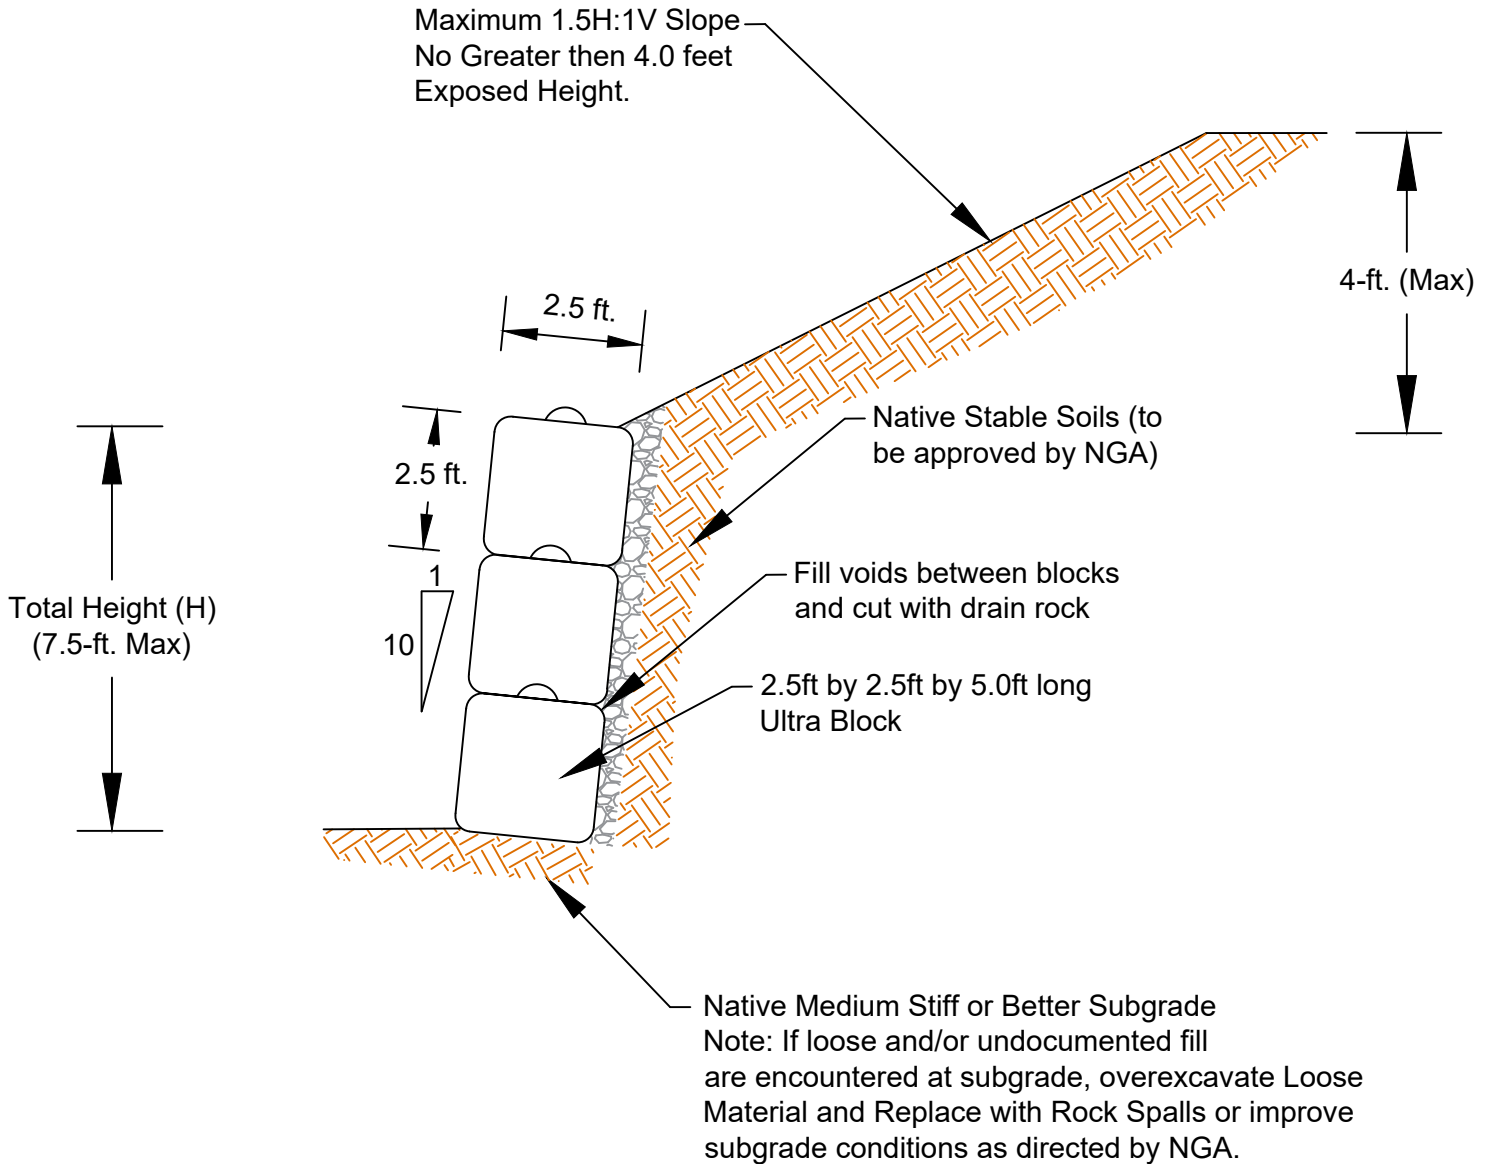 Maximum 1.5H:1V Slope
No Greater then 4.0 feet
Exposed Height.
4-ft. (Max)
2.5 ft.
Native Stable Soils (to
be approved by NGA)
2.5 ft.
1
10
Fill voids between blocks
and cut with drain rock
Total Height (H)
(7.5-ft. Max)
2.5ft by 2.5ft by 5.0ft long
Ultra Block
Native Medium Stiff or Better Subgrade
Note: If loose and/or undocumented fill
are encountered at subgrade, overexcavate Loose
Material and Replace with Rock Spalls or improve
subgrade conditions as directed by NGA.